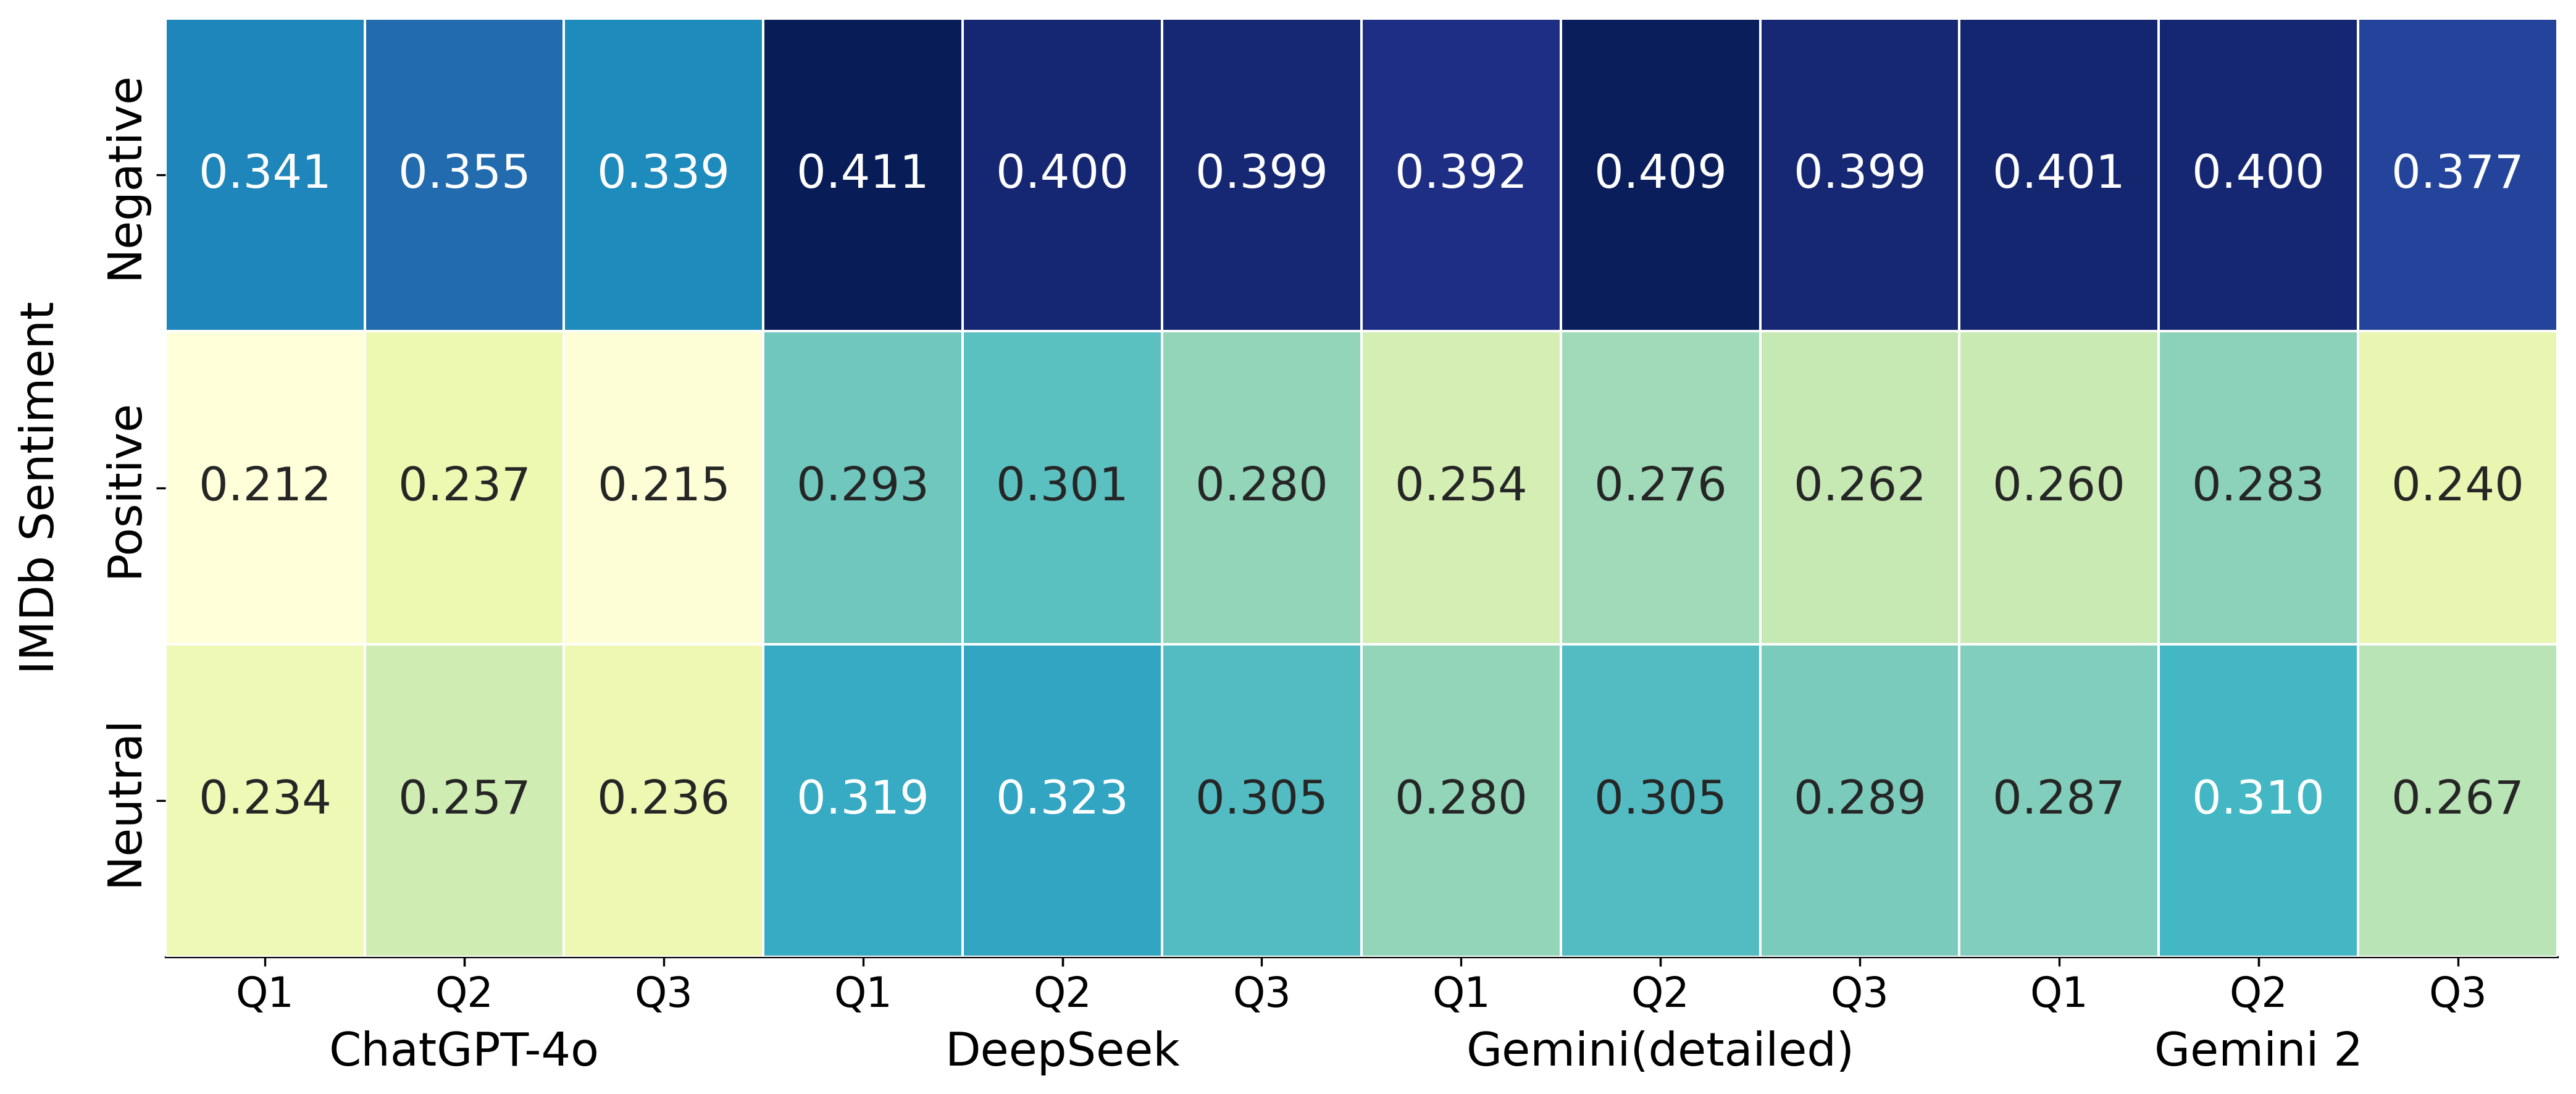 IMDb Sentiment
Negative
0.341 0.355 0.339 0.411 0.400 0.399 0.392 0.409 0.399 0.401 0.400 0.377
Positive
0.212 0.237 0.215 0.293 0.301 0.280 0.254 0.276 0.262 0.260 0.283 0.240
Neutral
0.234 0.257 0.236 0.319 0.323 0.305 0.280 0.305 0.289 0.287 0.310 0.267
Q1 Q2 Q3 Q1 Q2 Q3 Q1 Q2 Q3 Q1 Q2 Q3
ChatGPT-4o DeepSeek Gemini(detailed) Gemini 2